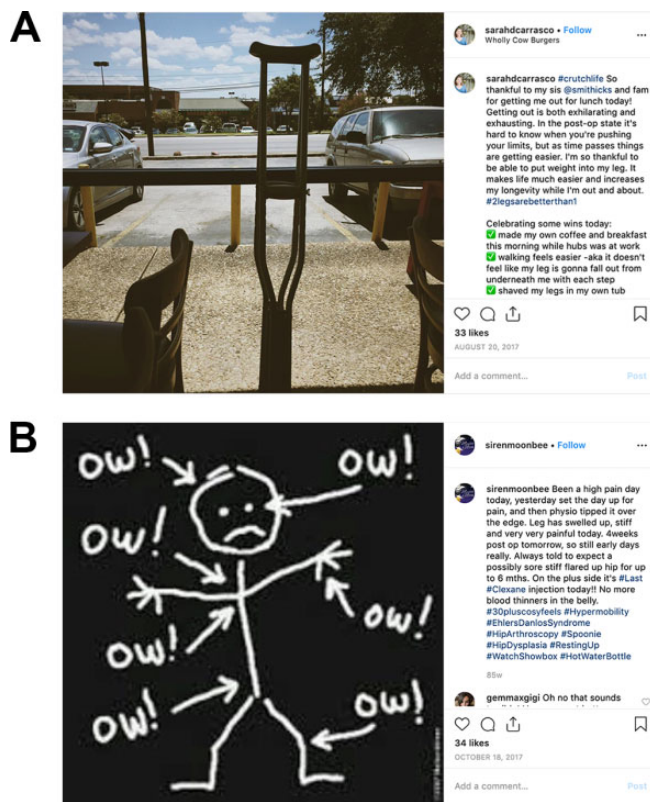 A
sarahdcarrasco • Follow
Wholly Cow Burgers
...
sarahdcarrasco #crutchlife So
thankful to my sis @smithicks and fam
for getting me out for lunch today!
Getting out is both exhilarating and
exhausting. In the post-op state it's
hard to know when you're pushing
your limits, but as time passes things
are getting easier. I'm so thankful to
be able to put weight into my leg. It
makes life much easier and increases
my longevity while I'm out and about.
#2legsarebetterthan1
Celebrating some wins today:
✅ made my own coffee and breakfast
this morning while hubs was at work
✅ walking feels easier -aka it doesn't
feel like my leg is gonna fall out from
underneath me with each step
✅ shaved my legs in my own tub
33 likes
AUGUST 20, 2017
Add a comment...
Post
B
OW!
OW!
OW!
OW!
OW!
OW!
OW!
sirenmoonbee • Follow
...
sirenmoonbee Been a high pain day
today, yesterday set the day up for
pain, and then physio tipped it over
the edge. Leg has swelled up, stiff
and very very painful today. 4weeks
post op tomorrow, so still early days
really. Always told to expect a
possibly sore stiff flared up hip for up
to 6 mths. On the plus side it's #Last
#Clexane injection today!! No more
blood thinners in the belly.
#30pluscosyfeels #Hypermobility
#EhlersDanlosSyndrome
#HipArthroscopy #Spoonie
#HipDysplasia #RestingUp
#WatchShowbox #HotWaterBottle
85w
gemmaxgigi Oh no that sounds
34 likes
OCTOBER 18, 2017
Add a comment...
Post